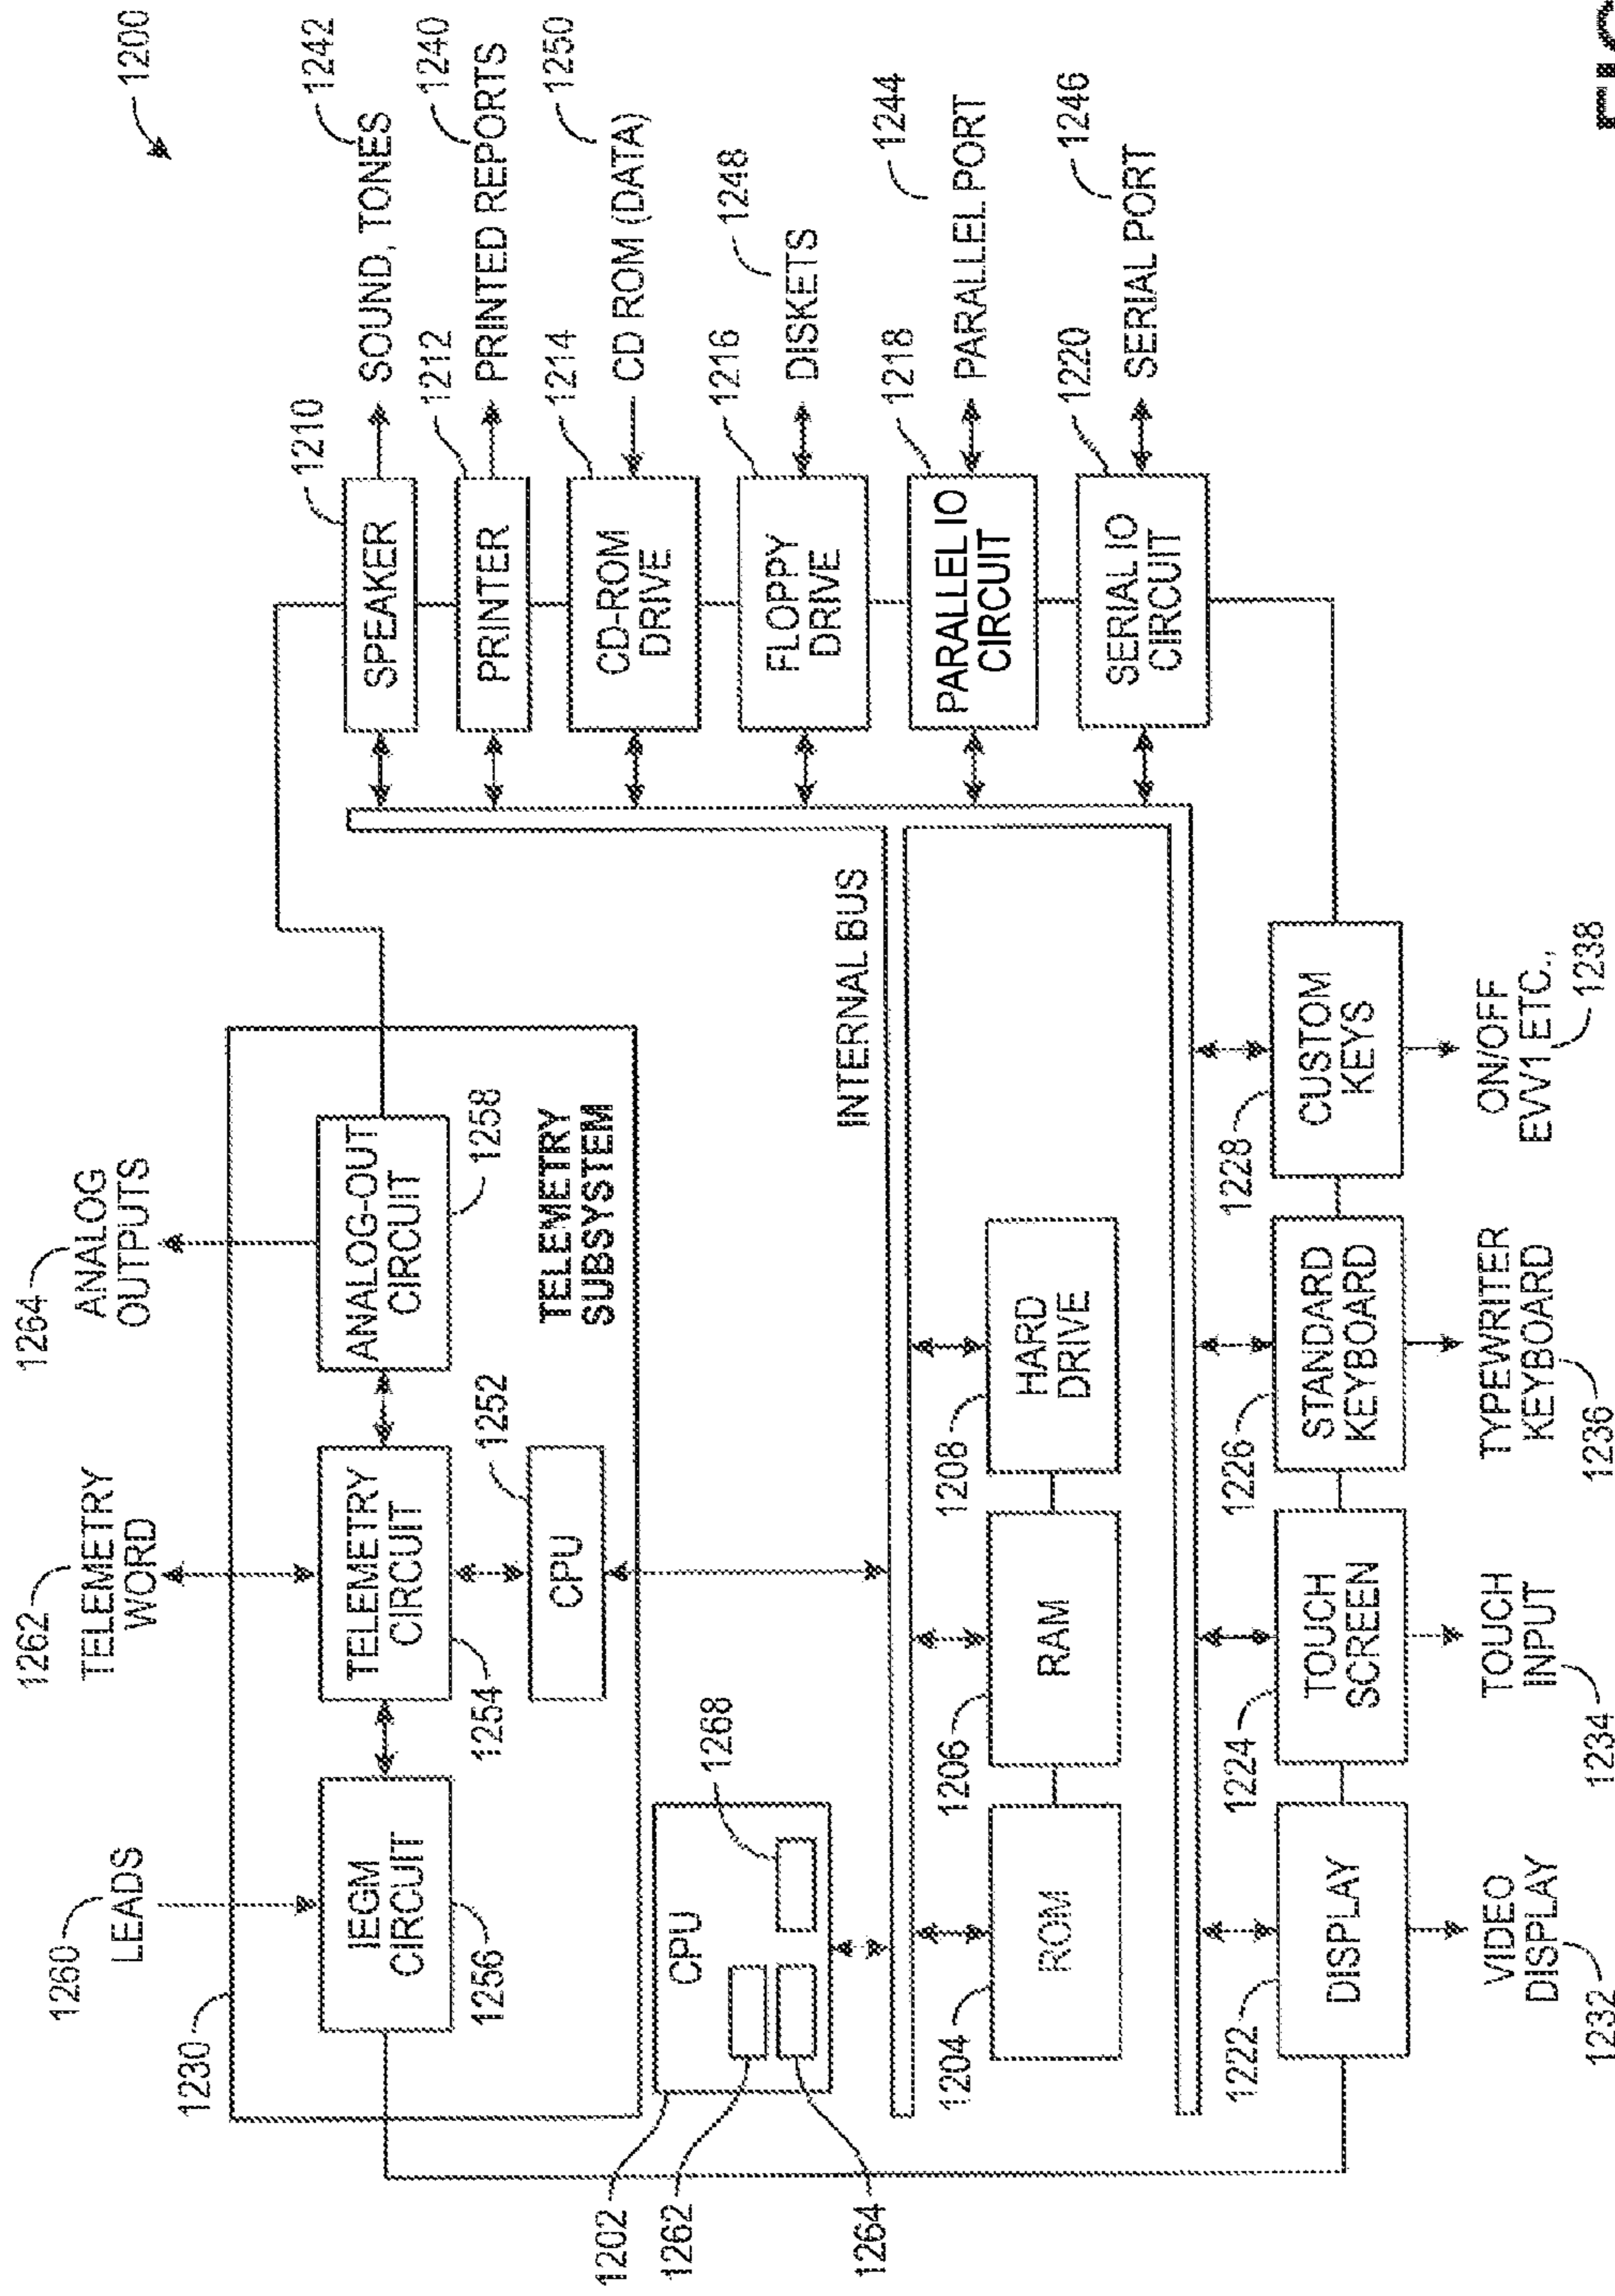 1200
1260
LEADS
1262
TELEMETRY
WORD
1264
ANALOG
OUTPUTS
1230
IEGM
CIRCUIT
1256
TELEMETRY
CIRCUIT
1254
ANALOG-OUT
CIRCUIT
1258
CPU
1252
TELEMETRY
SUBSYSTEM
1202
1262
1264
CPU
1268
INTERNAL BUS
1204
ROM
1206
RAM
1208
HARD
DRIVE
1210
SPEAKER
SOUND, TONES
1242
1212
PRINTER
PRINTED REPORTS
1240
1214
CD-ROM
DRIVE
CD ROM (DATA)
1250
1216
FLOPPY
DRIVE
DISKETS
1248
1218
PARALLEL IO
CIRCUIT
PARALLEL PORT
1244
1220
SERIAL IO
CIRCUIT
SERIAL PORT
1246
1222
DISPLAY
1224
TOUCH
SCREEN
1226
STANDARD
KEYBOARD
1228
CUSTOM
KEYS
VIDEO
DISPLAY
1232
TOUCH
INPUT
1234
TYPEWRITER
KEYBOARD
1236
ON/OFF
EVV1 ETC.,
1238